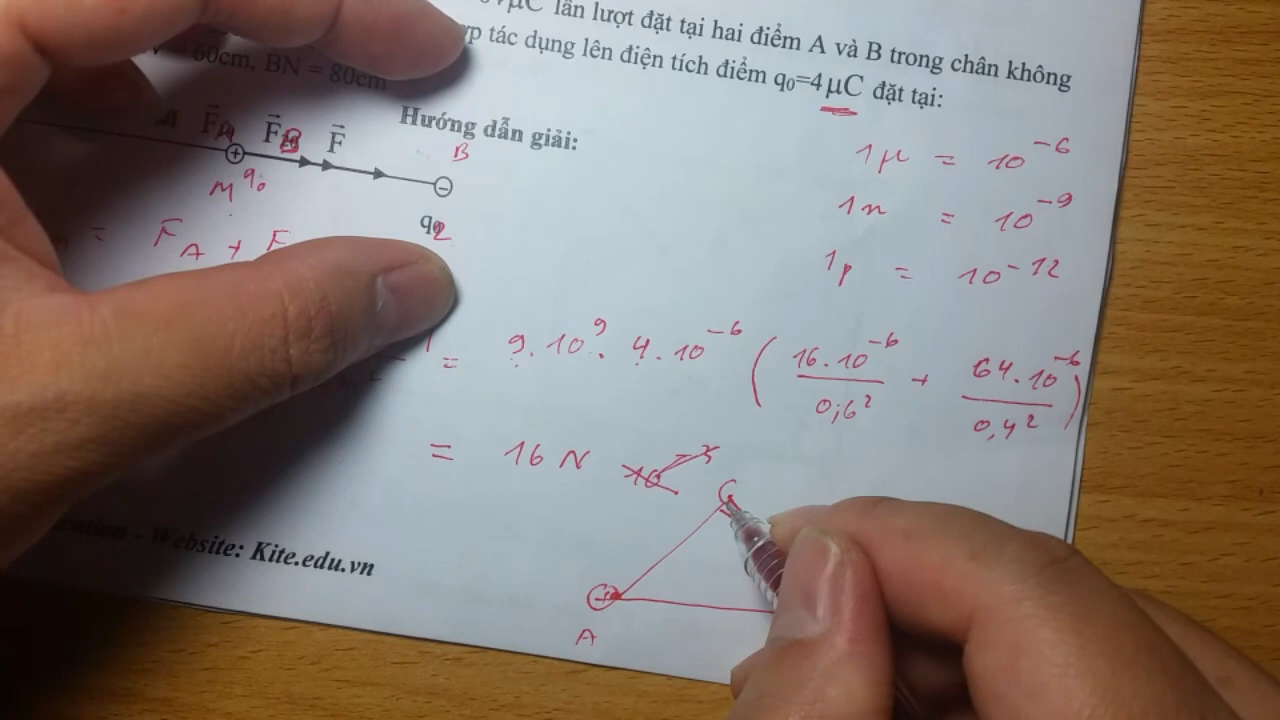 μC lần lượt đặt tại hai điểm A và B trong chân không
tác dụng lên điện tích điểm q₀=4μC đặt tại:
60cm, BN = 80cm
Hướng dẫn giải:
F⃗ F⃗ F⃗
B
M q₀
1μ = 10⁻⁶
1n = 10⁻⁹
1p = 10⁻¹²
= F_A + F
= 9.10⁹. 4.10⁻⁶ (16.10⁻⁶/0,6² + 64.10⁻⁶/0,4²)
= 16 N
C
A
- Website: Kite.edu.vn